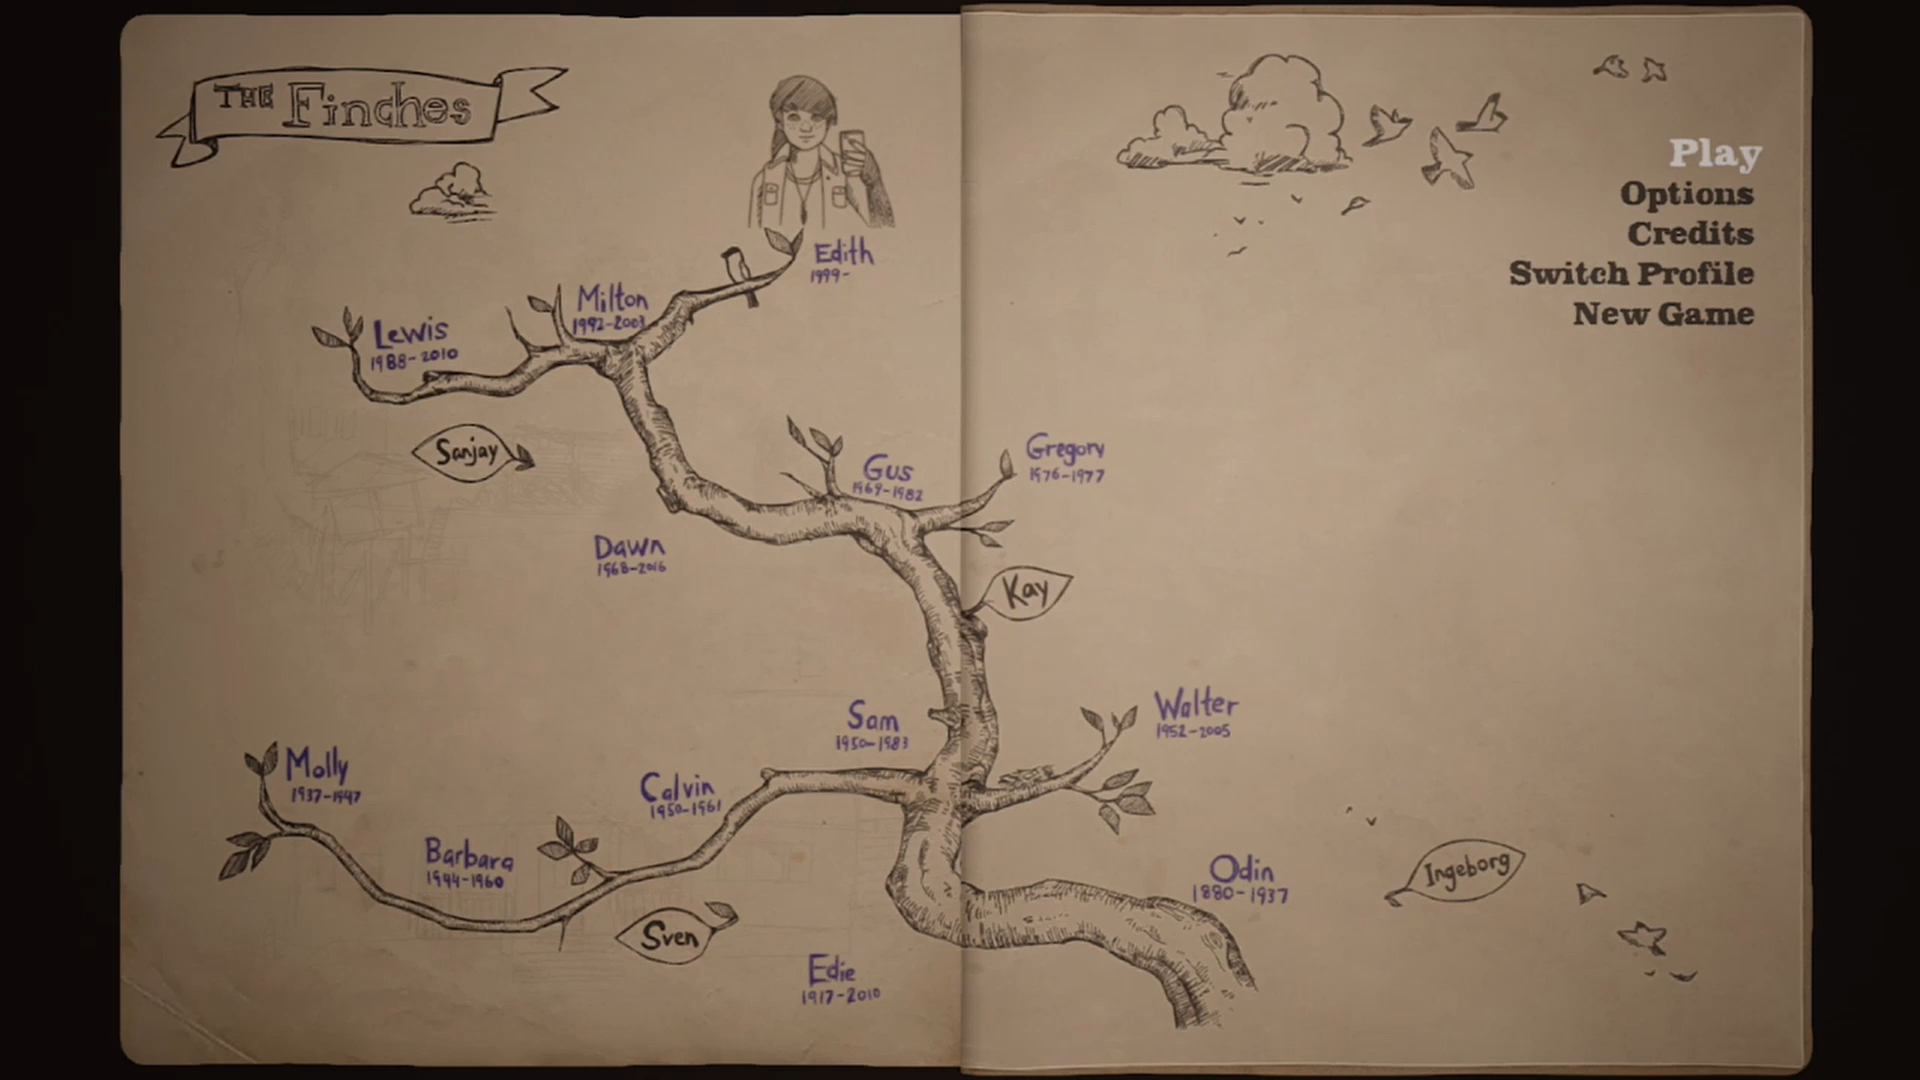 THE Finches
Play
Options
Credits
Switch Profile
New Game
Edith
1999-
Milton
1992-2003
Lewis
1988-2010
Sanjay
Gregory
1976-1977
Gus
1969-1982
Dawn
1968-2016
Kay
Walter
1952-2005
Sam
1950-1983
Molly
1937-1947
Calvin
1950-1961
Barbara
1944-1960
Odin
1880-1937
Ingeborg
Sven
Edie
1917-2010